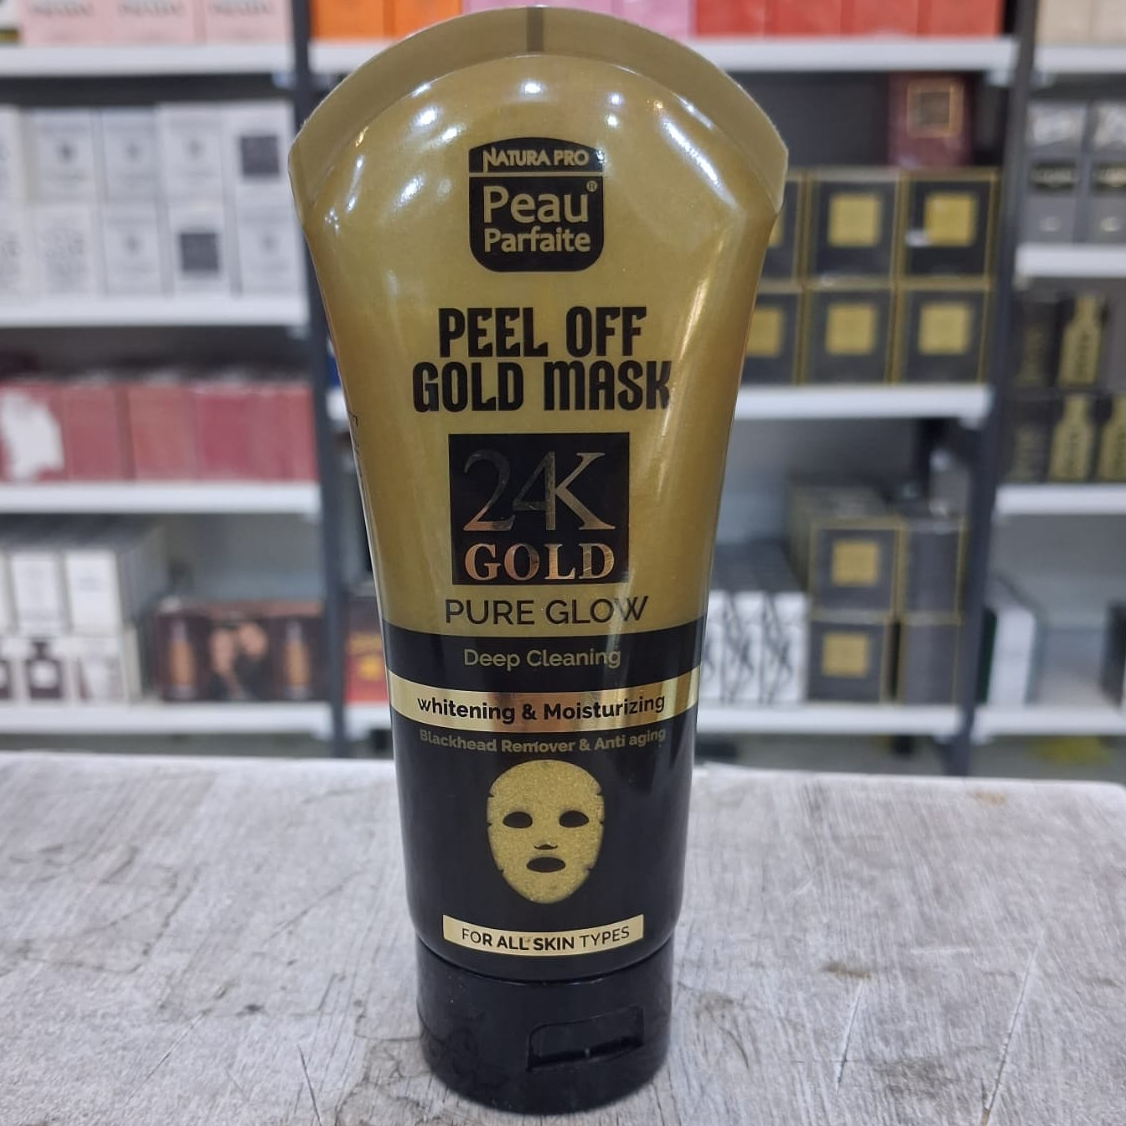 NATURA PRO
Peau®
Parfaite
PEEL OFF
GOLD MASK
24K
GOLD
PURE GLOW
Deep Cleaning
whitening & Moisturizing
Blackhead Remover & Anti aging
FOR ALL SKIN TYPES